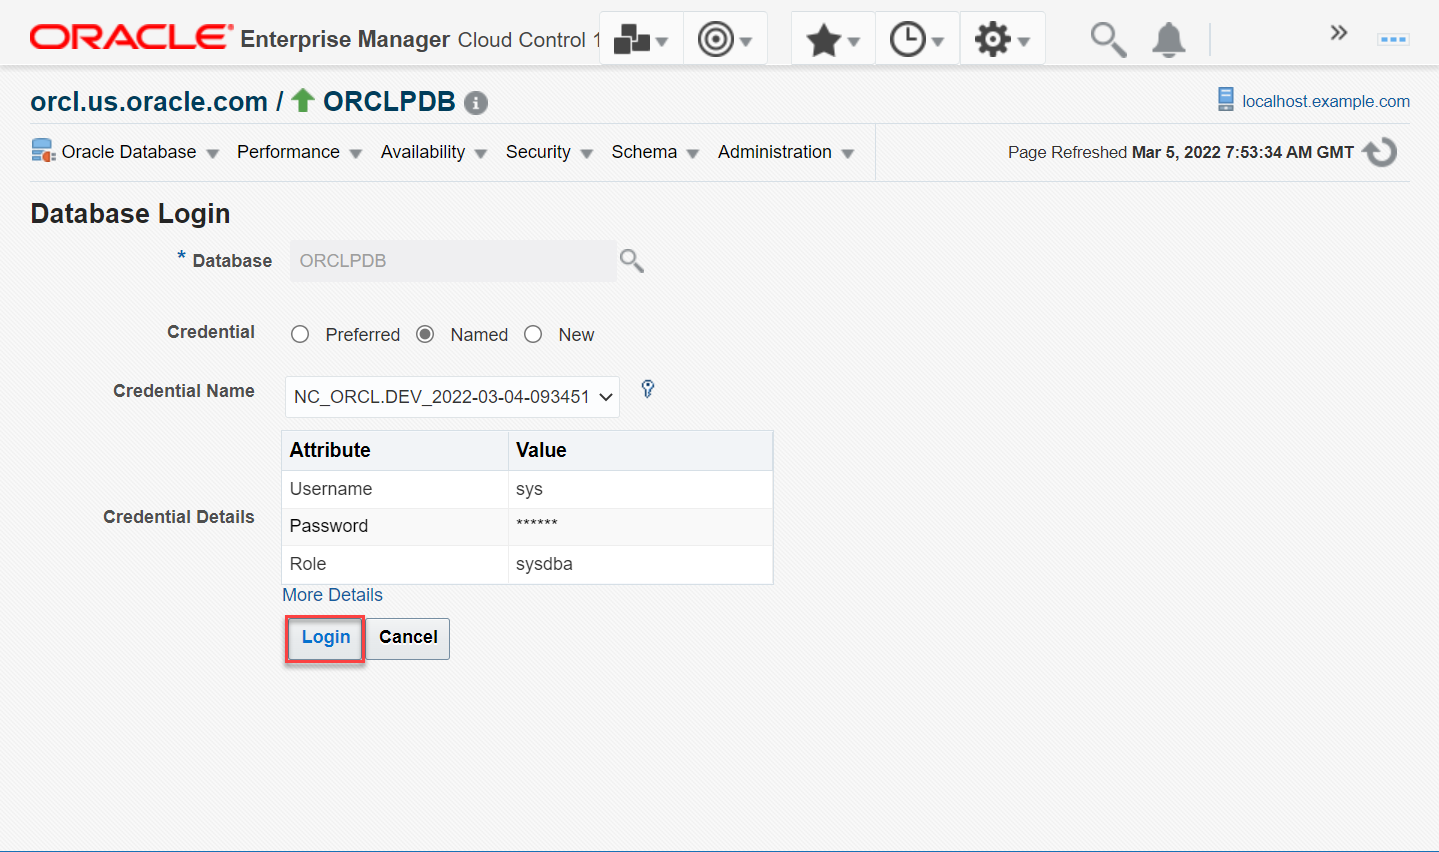 ORACLE Enterprise Manager Cloud Control 1
orcl.us.oracle.com / ORCLPDB
localhost.example.com
Oracle Database Performance Availability Security Schema Administration
Page Refreshed Mar 5, 2022 7:53:34 AM GMT
Database Login
* Database ORCLPDB
Credential Preferred Named New
Credential Name NC_ORCL.DEV_2022-03-04-093451
Credential Details
Attribute Value
Username sys
Password ******
Role sysdba
More Details
Login Cancel